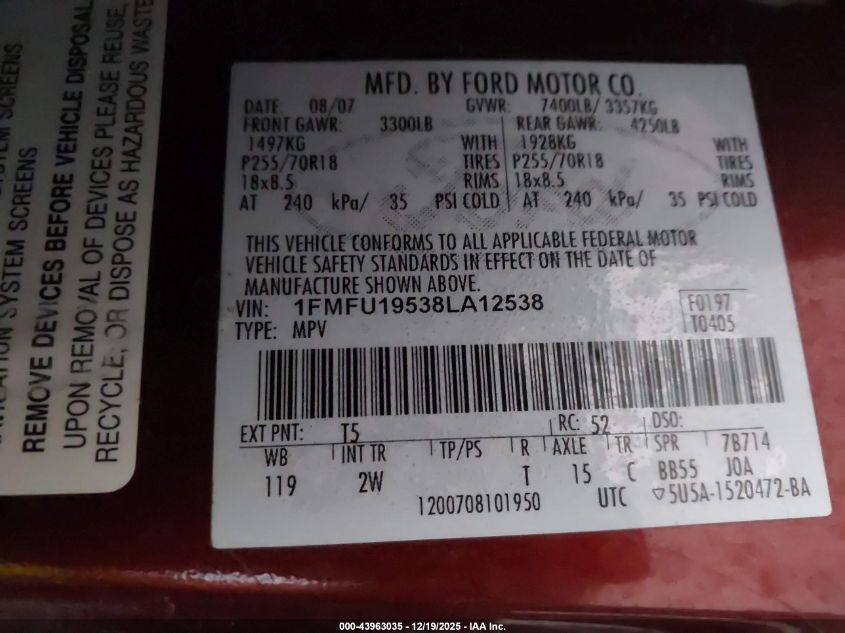 SYSTEM SCREENS
REMOVE DEVICES BEFORE VEHICLE DISPOSAL
UPON REMOVAL OF DEVICES PLEASE REUSE,
RECYCLE, OR DISPOSE AS HAZARDOUS WASTE
MFD. BY FORD MOTOR CO.
DATE: 08/07 GVWR: 7400LB/ 3357KG
FRONT GAWR: 3300LB REAR GAWR: 4250LB
1497KG WITH 1928KG WITH
P255/70R18 TIRES P255/70R18 TIRES
18x8.5 RIMS 18x8.5 RIMS
AT 240 kPa/ 35 PSI COLD AT 240 kPa/ 35 PSI COLD
THIS VEHICLE CONFORMS TO ALL APPLICABLE FEDERAL MOTOR
VEHICLE SAFETY STANDARDS IN EFFECT ON THE DATE OF
MANUFACTURE SHOWN ABOVE.
VIN: 1FMFU19538LA12538 F0197
TYPE: MPV T0405
EXT PNT: T5 RC: 52 DSO:
WB INT TR TP/PS R AXLE TR SPR 7B714
119 2W T 15 C BB55 JOA
1200708101950 UTC ▽5U5A-1520472-BA
000-43963035 - 12/19/2025 - IAA Inc.